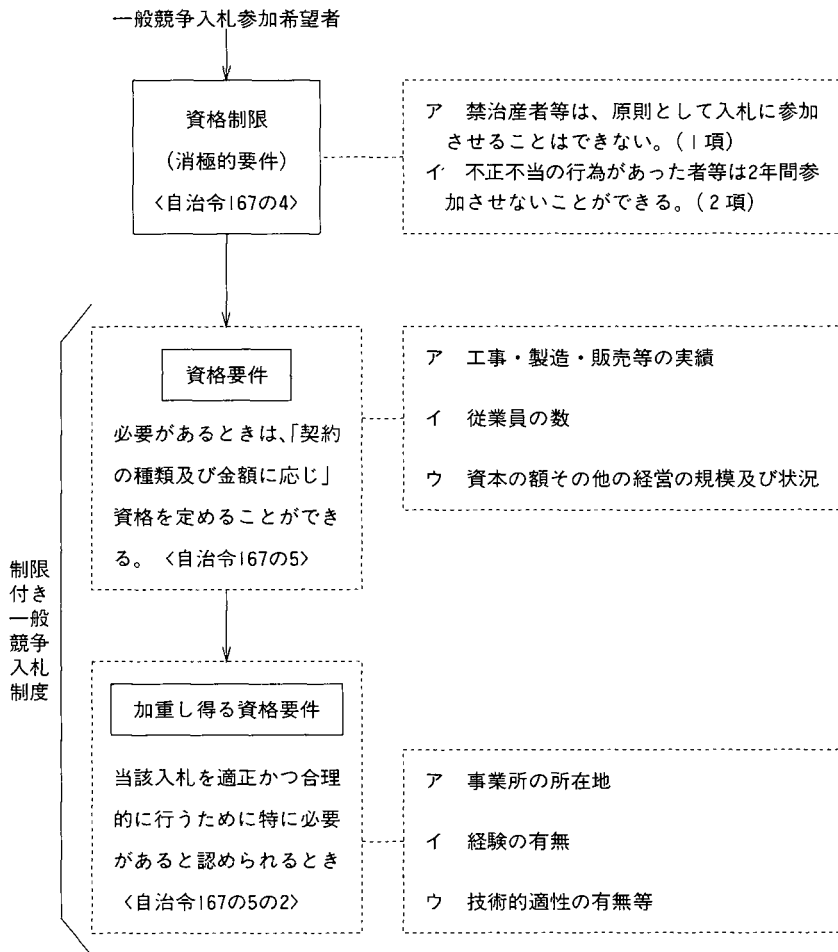 一般競争入札参加希望者
資格制限
(消極的要件)
〈自治令167の4〉
ア 禁治産者等は、原則として入札に参加
させることはできない。(1項)
イ 不正不当の行為があった者等は2年間参
加させないことができる。(2項)
制限
付き
一般
競争
入札
制度
資格要件
必要があるときは、「契約
の種類及び金額に応じ」
資格を定めることができ
る。 〈自治令167の5〉
ア 工事・製造・販売等の実績
イ 従業員の数
ウ 資本の額その他の経営の規模及び状況
加重し得る資格要件
当該入札を適正かつ合理
的に行うために特に必要
があると認められるとき
〈自治令167の5の2〉
ア 事業所の所在地
イ 経験の有無
ウ 技術的適性の有無等